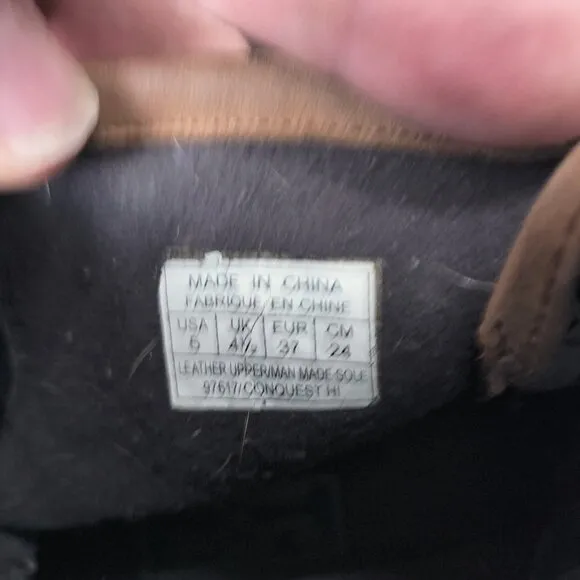 MADE IN CHINA
FABRIQUE EN CHINE
USA UK EUR CM
6 4½ 37 24
LEATHER UPPER/MAN MADE SOLE
97617/CONQUEST HI